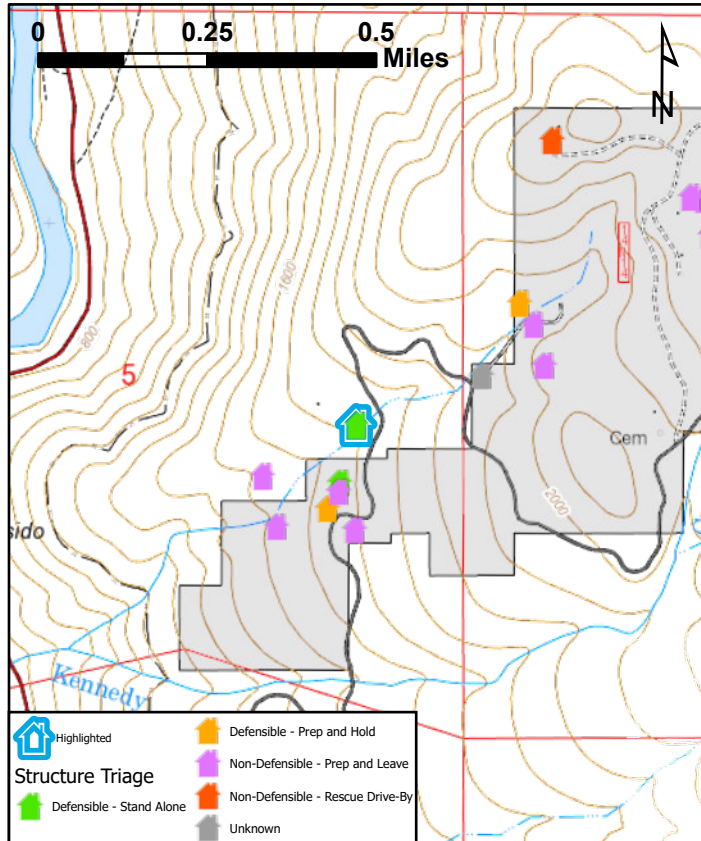 0 0.25 0.5
Miles
N
1600
800
5
Cem
2000
sido
Kennedy
Highlighted
Structure Triage
Defensible - Stand Alone
Defensible - Prep and Hold
Non-Defensible - Prep and Leave
Non-Defensible - Rescue Drive-By
Unknown